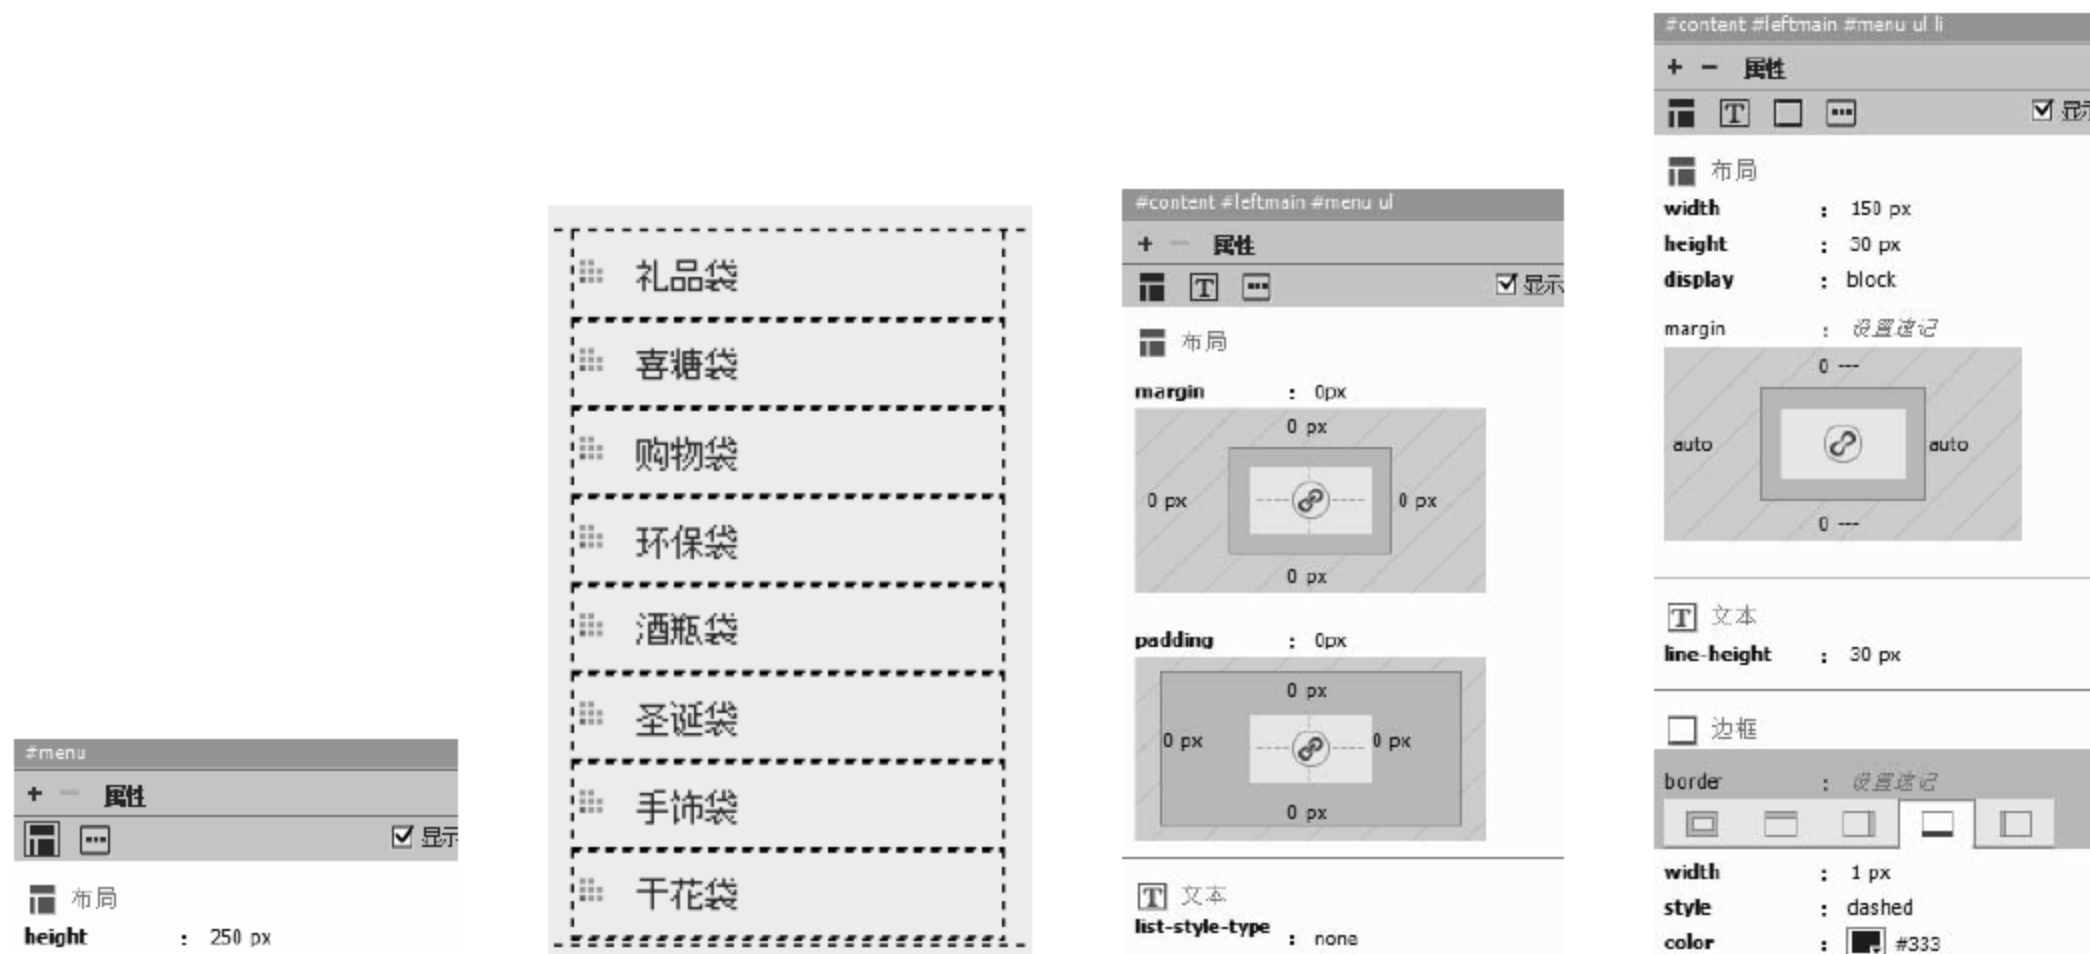 #menu
+ − 属性
显示
布局
height : 250 px
礼品袋
喜糖袋
购物袋
环保袋
酒瓶袋
圣诞袋
手饰袋
干花袋
#content #leftmain #menu ul
+ − 属性
显示
布局
margin : 0px
0 px
0 px 0 px
0 px
padding : 0px
0 px
0 px 0 px
0 px
文本
list-style-type : none
#content #leftmain #menu ul li
+ − 属性
显示
布局
width : 150 px
height : 30 px
display : block
margin : 设置速记
0 ---
auto auto
0 ---
文本
line-height : 30 px
边框
border : 设置速记
width : 1 px
style : dashed
color : #333